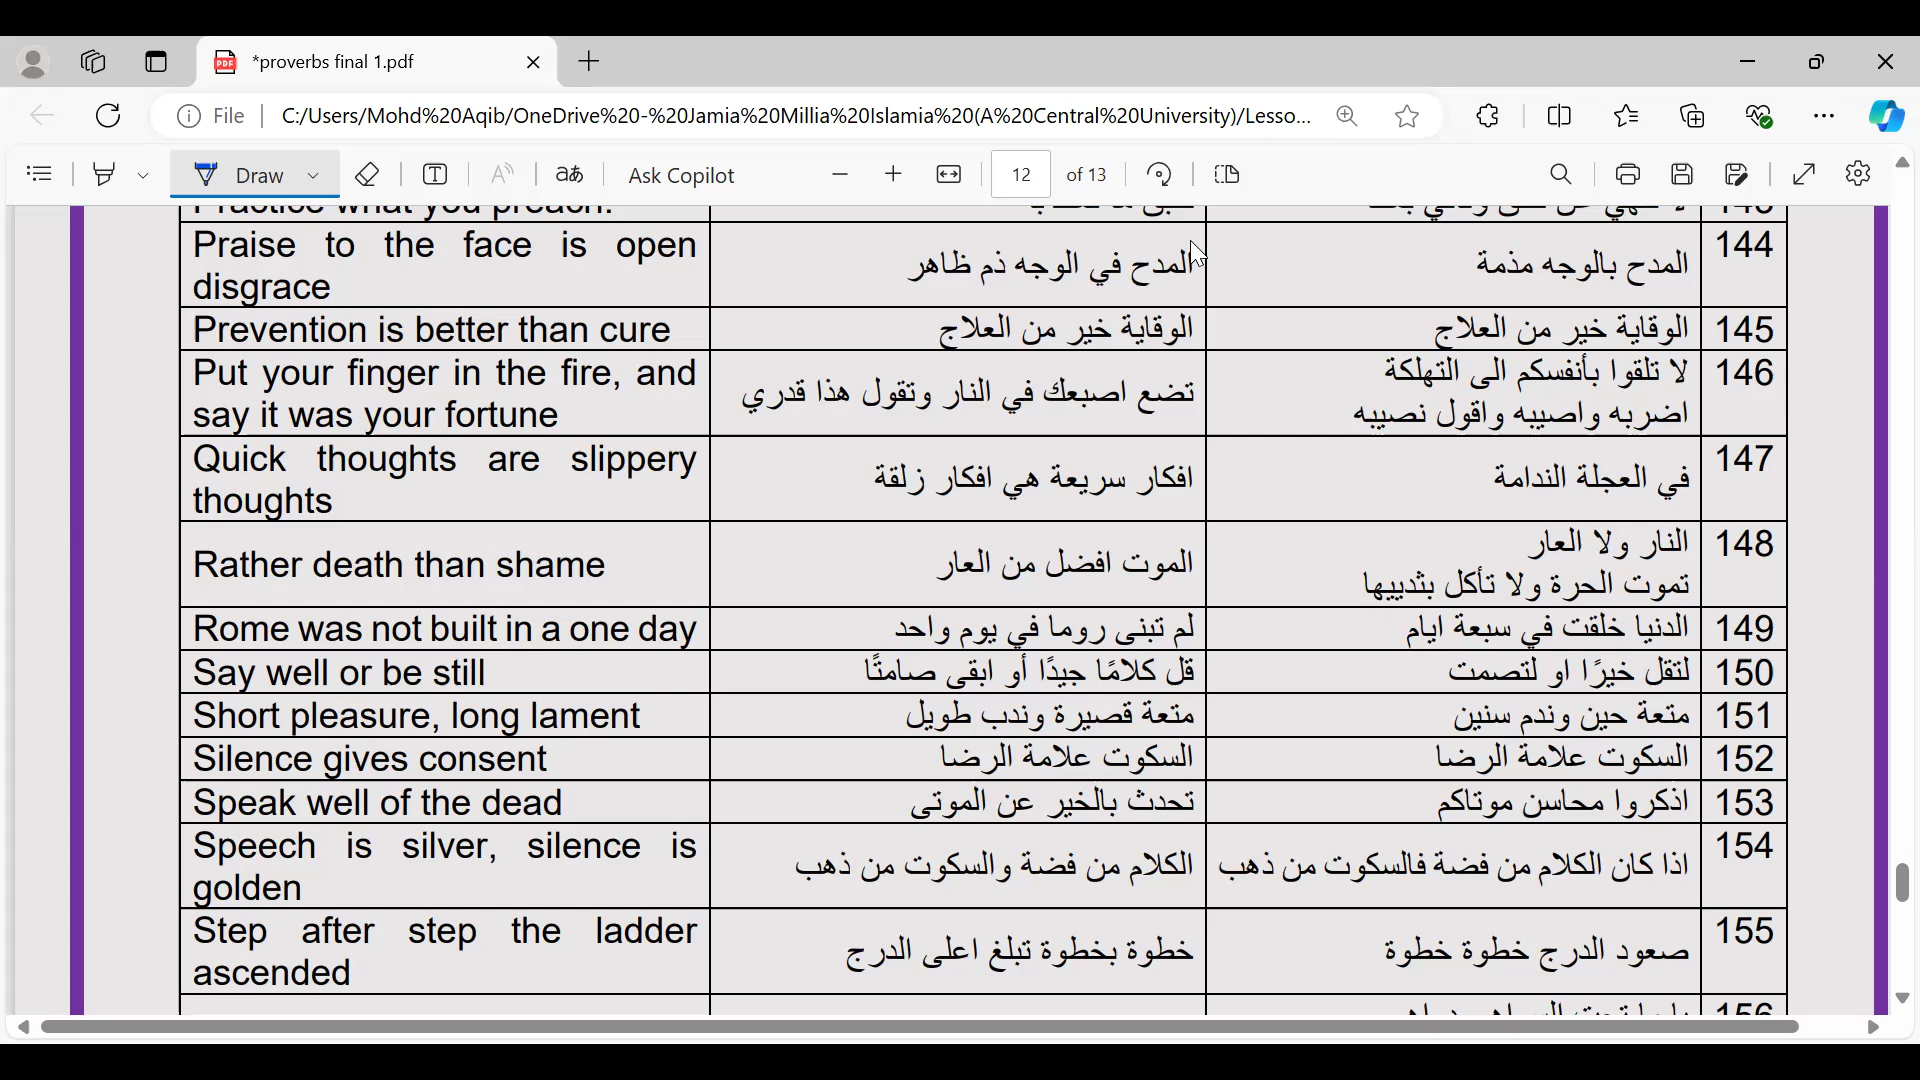 *proverbs final 1.pdf
File
C:/Users/Mohd%20Aqib/OneDrive%20-%20Jamia%20Millia%20Islamia%20(A%20Central%20University)/Lesso...
Draw
T
aあ
Ask Copilot
12
of 13
Practice what you preach.
Praise to the face is open
disgrace
المدح في الوجه ذم ظاهر
المدح بالوجه مذمة
144
Prevention is better than cure
الوقاية خير من العلاج
الوقاية خير من العلاج
145
Put your finger in the fire, and
say it was your fortune
تضع اصبعك في النار وتقول هذا قدري
لا تلقوا بأنفسكم الى التهلكة
اضربه واصيبه واقول نصيبه
146
Quick thoughts are slippery
thoughts
افكار سريعة هي افكار زلقة
في العجلة الندامة
147
Rather death than shame
الموت افضل من العار
النار ولا العار
تموت الحرة ولا تأكل بثدييها
148
Rome was not built in a one day
لم تبنى روما في يوم واحد
الدنيا خلقت في سبعة ايام
149
Say well or be still
قل كلامًا جيدًا أو ابقى صامتًا
لتقل خيرًا او لتصمت
150
Short pleasure, long lament
متعة قصيرة وندب طويل
متعة حين وندم سنين
151
Silence gives consent
السكوت علامة الرضا
السكوت علامة الرضا
152
Speak well of the dead
تحدث بالخير عن الموتى
اذكروا محاسن موتاكم
153
Speech is silver, silence is
golden
الكلام من فضة والسكوت من ذهب
اذا كان الكلام من فضة فالسكوت من ذهب
154
Step after step the ladder
ascended
خطوة بخطوة تبلغ اعلى الدرج
صعود الدرج خطوة خطوة
155
156